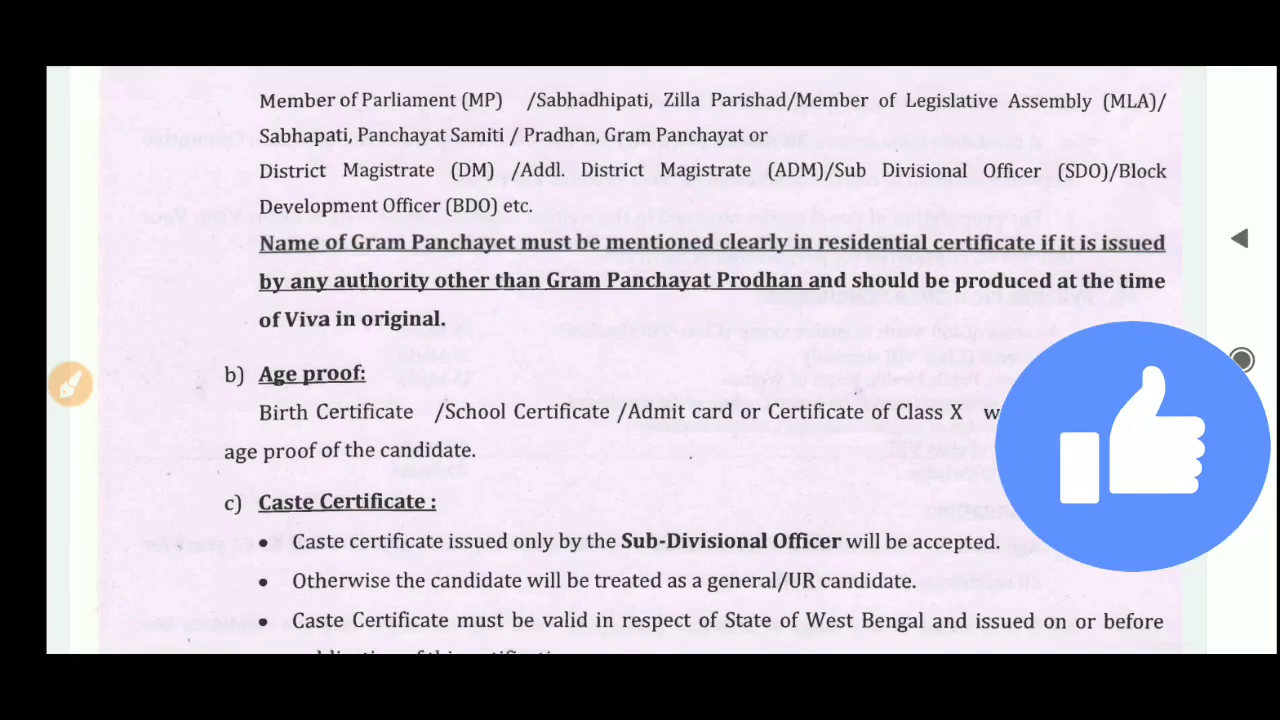 Member of Parliament (MP) /Sabhadhipati, Zilla Parishad/Member of Legislative Assembly (MLA)/
Sabhapati, Panchayat Samiti / Pradhan, Gram Panchayat or
District Magistrate (DM) /Addl. District Magistrate (ADM)/Sub Divisional Officer (SDO)/Block
Development Officer (BDO) etc.
Name of Gram Panchayet must be mentioned clearly in residential certificate if it is issued
by any authority other than Gram Panchayat Prodhan and should be produced at the time
of Viva in original.
b) Age proof:
Birth Certificate /School Certificate /Admit card or Certificate of Class X
age proof of the candidate.
c) Caste Certificate :
• Caste certificate issued only by the Sub-Divisional Officer will be accepted.
• Otherwise the candidate will be treated as a general/UR candidate.
• Caste Certificate must be valid in respect of State of West Bengal and issued on or before